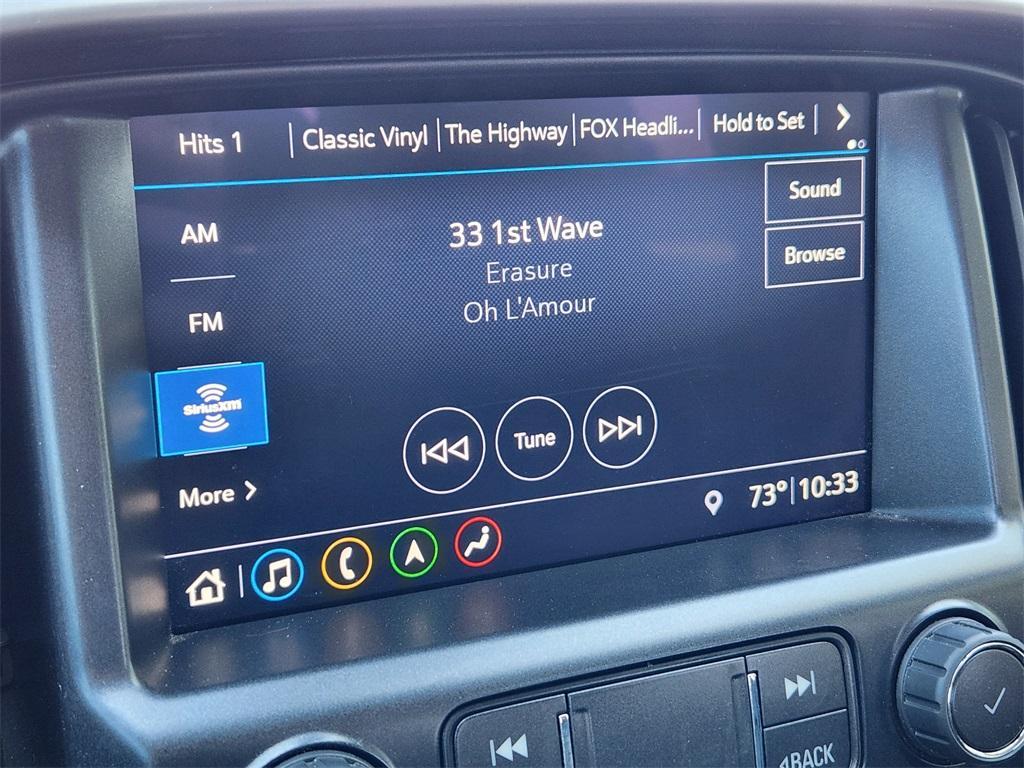 Hits 1 Classic Vinyl The Highway FOX Headli... Hold to Set
Sound
AM
33 1st Wave
Browse
Erasure
Oh L'Amour
FM
SiriusXM
Tune
More
73° 10:33
BACK